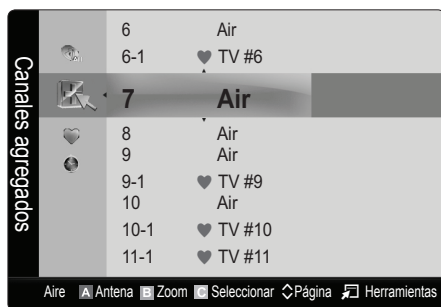 Canales agregados
6 Air
6-1 ♥ TV #6
7 Air
8 Air
9 Air
9-1 ♥ TV #9
10 Air
10-1 ♥ TV #10
11-1 ♥ TV #11
Aire A Antena B Zoom C Seleccionar Página Herramientas